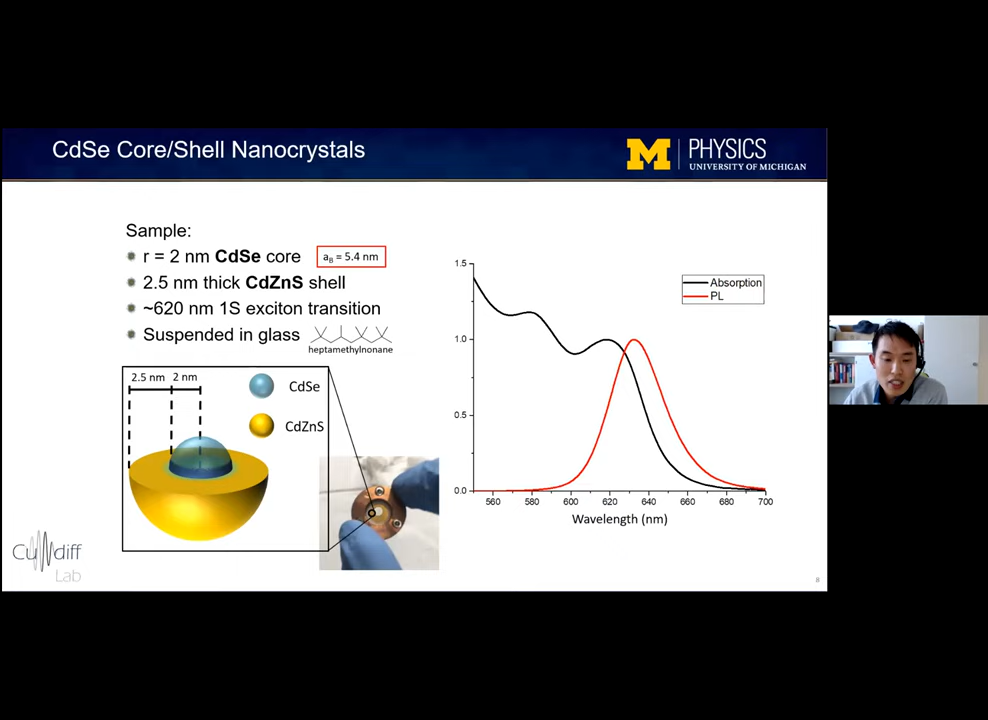 CdSe Core/Shell Nanocrystals
M PHYSICS
UNIVERSITY OF MICHIGAN
Sample:
r = 2 nm CdSe core
a_B = 5.4 nm
2.5 nm thick CdZnS shell
~620 nm 1S exciton transition
Suspended in glass
heptamethylnonane
2.5 nm 2 nm
CdSe
CdZnS
1.5
1.0
0.5
0.0
Absorption
PL
560 580 600 620 640 660 680 700
Wavelength (nm)
Cundiff
Lab
8